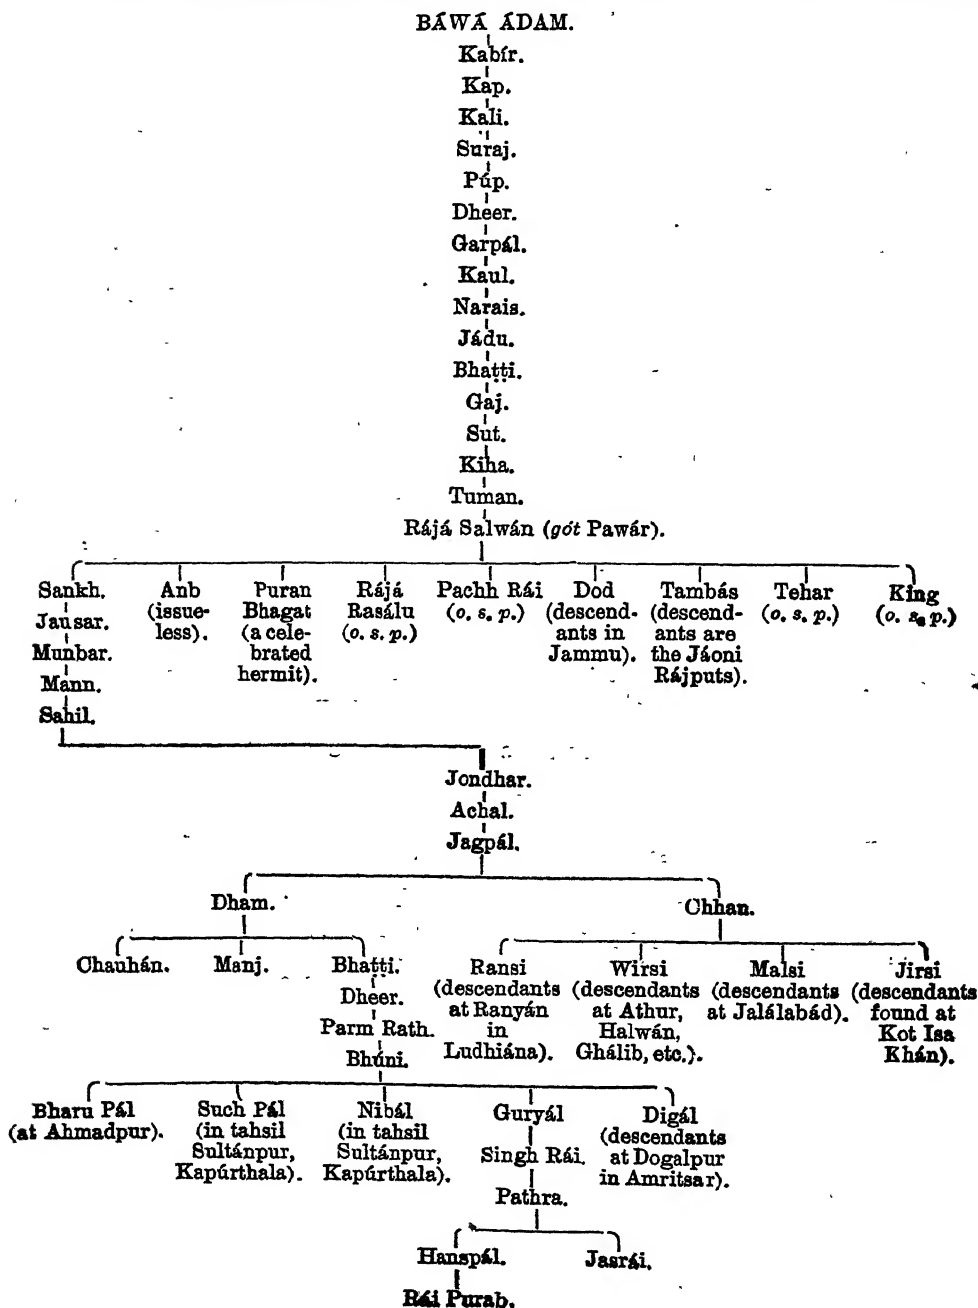 BÁWÁ ÁDAM.
Kabír.
Kap.
Kali.
Suraj.
Púp.
Dheer.
Garpál.
Kaul.
Narais.
Jádu.
Bhaṭṭi.
Gaj.
Sut.
Kiha.
Tuman.
Rájá Salwán (gót Pawár).
Sankh. Anb Puran Rájá Pachh Rái Dod Tambás Tehar King
(issue- Bhagat Rasálu (o. s. p.) (descend- (descend- (o. s. p.) (o. s. p.)
Jausar. less). (a cele- (o. s. p.) ants in ants are
Munbar. brated Jammu). the Jáoni
Mann. hermit). Rájputs).
Sahil.
Jondhar.
Achal.
Jagpál.
Dham. Chhan.
Chauhán. Manj. Bhaṭṭi. Ransi Wirsi Malsi Jirsi
Dheer. (descendants (descendants (descendants (descendants
Parm Rath. at Ranyán at Athur, at Jalálabád). found at
in Halwán, Kot Isa
Bhúni. Ludhiána). Ghálib, etc.). Khán).
Bharu Pál Such Pál Nibál Guryál Digál
(at Ahmadpur). (in tahsil (in tahsil (descendants
Sultánpur, Sultánpur, Singh Rái. at Dogalpur
Kapúrthala). Kapúrthala). in Amritsar).
Pathra.
Hanspál. Jasrái.
Rái Purab.